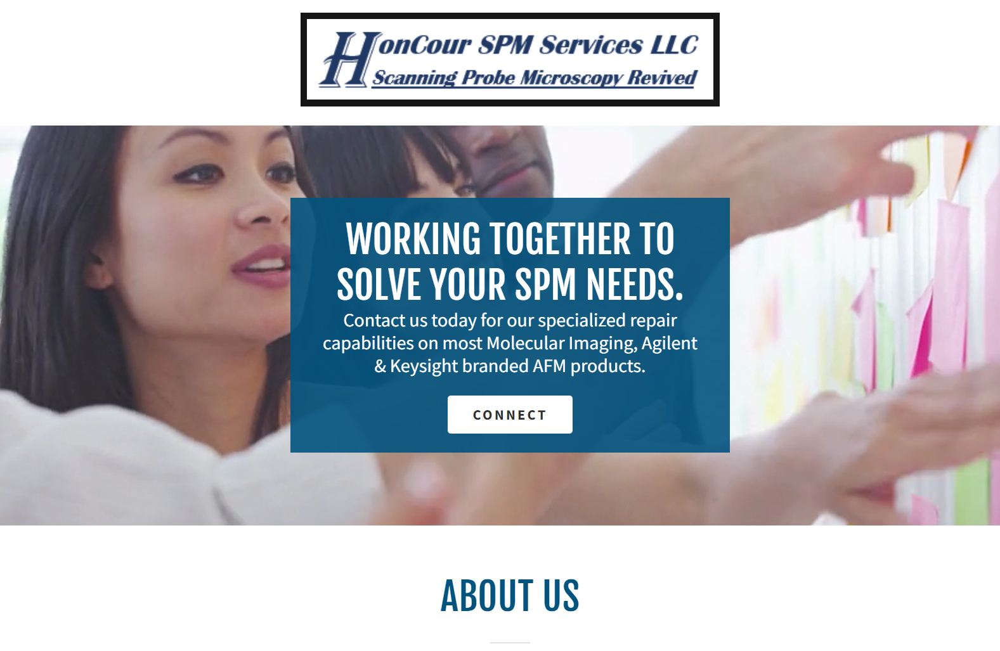 HonCour SPM Services LLC
Scanning Probe Microscopy Revived
WORKING TOGETHER TO
SOLVE YOUR SPM NEEDS.
Contact us today for our specialized repair
capabilities on most Molecular Imaging, Agilent
& Keysight branded AFM products.
CONNECT
ABOUT US